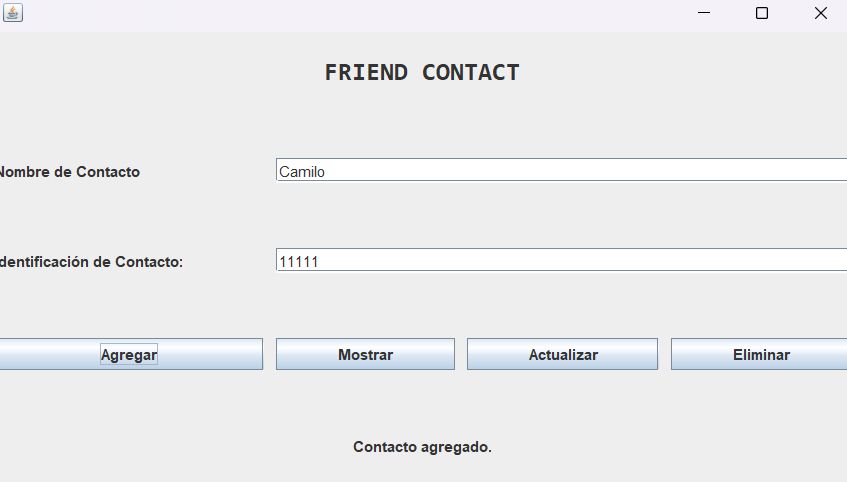 FRIEND CONTACT
Nombre de Contacto
Camilo
dentificación de Contacto:
11111
Agregar
Mostrar
Actualizar
Eliminar
Contacto agregado.